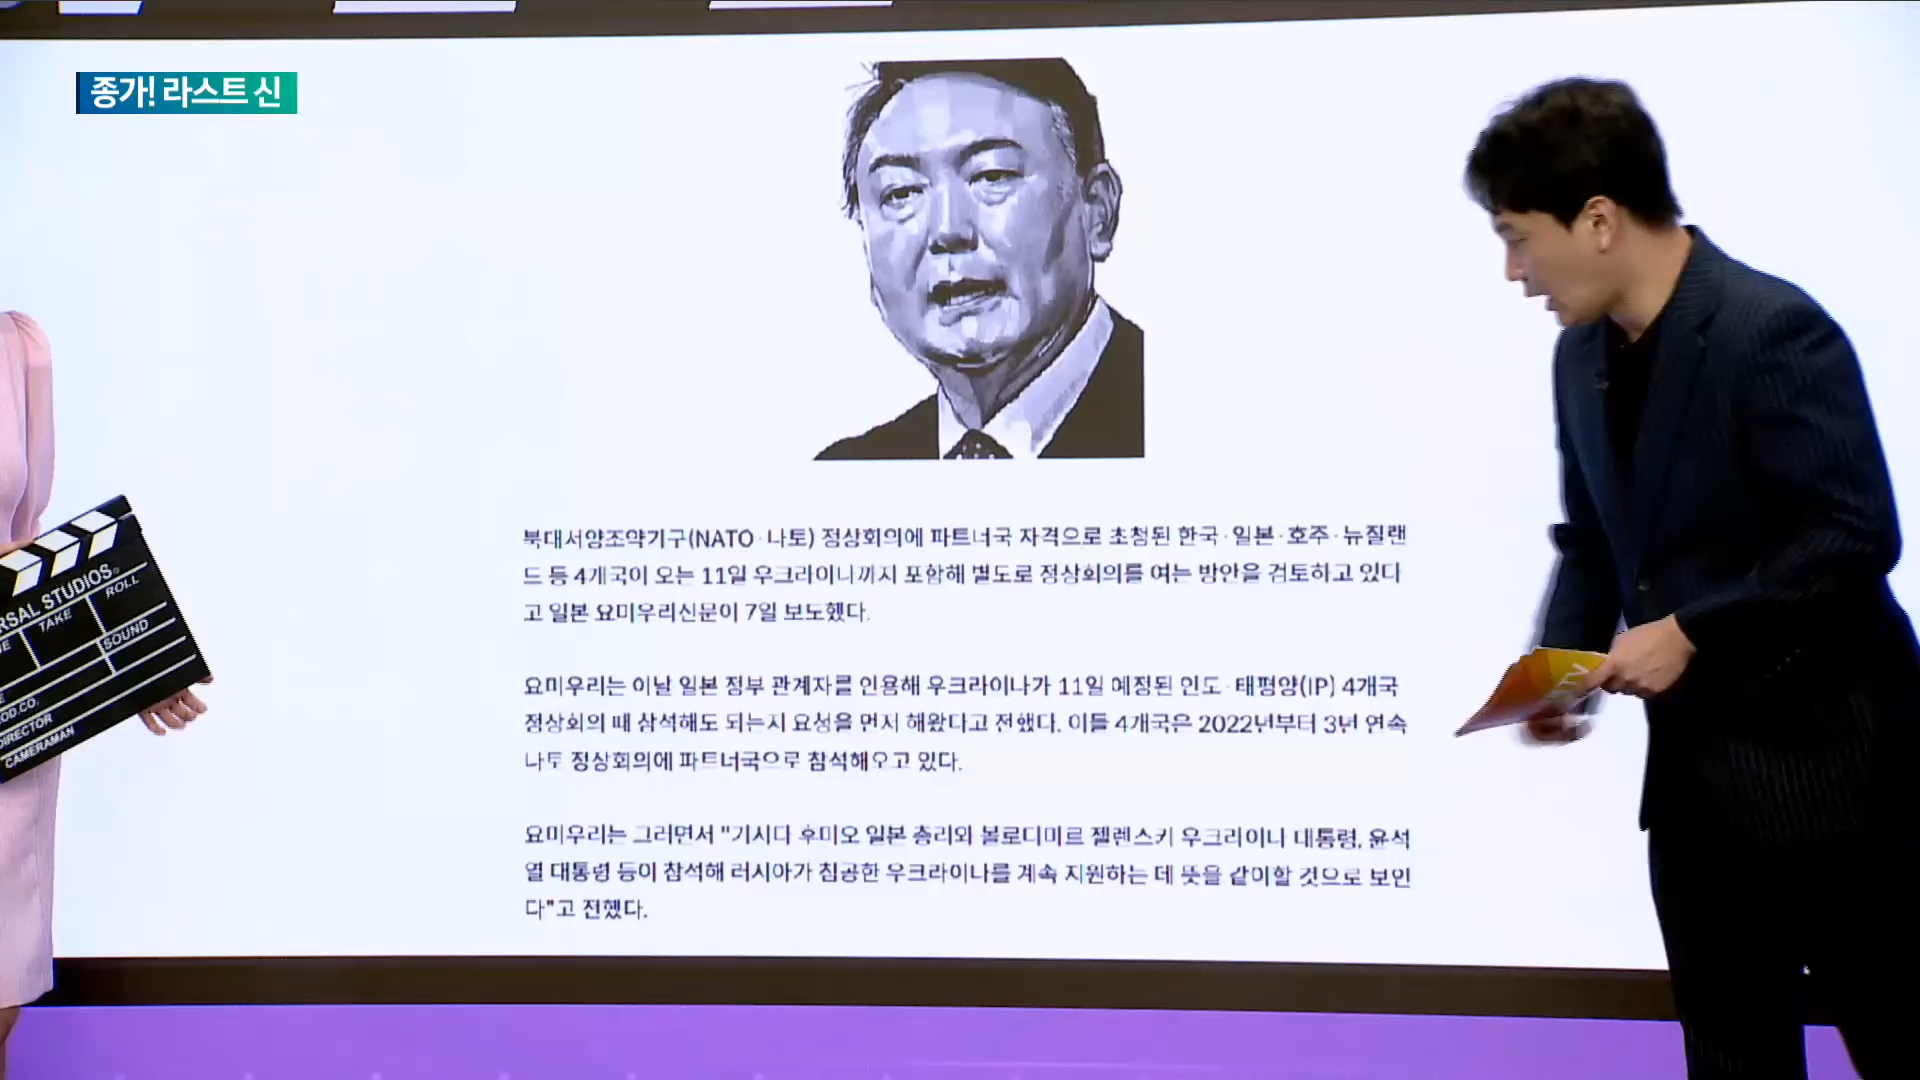 종가! 라스트 신
북대서양조약기구(NATO·나토) 정상회의에 파트너국 자격으로 초청된 한국·일본·호주·뉴질랜
드 등 4개국이 오는 11일 우크라이나까지 포함해 별도로 정상회의를 여는 방안을 검토하고 있다
고 일본 요미우리신문이 7일 보도했다.
요미우리는 이날 일본 정부 관계자를 인용해 우크라이나가 11일 예정된 인도·태평양(IP) 4개국
정상회의 때 참석해도 되는지 요청을 먼저 해왔다고 전했다. 이들 4개국은 2022년부터 3년 연속
나토 정상회의에 파트너국으로 참석해오고 있다.
요미우리는 그러면서 "기시다 후미오 일본 총리와 볼로디미르 젤렌스키 우크라이나 대통령, 윤석
열 대통령 등이 참석해 러시아가 침공한 우크라이나를 계속 지원하는 데 뜻을 같이할 것으로 보인
다"고 전했다.
RSAL STUDIOS
TAKE
ROLL
SOUND
OD.CO.
DIRECTOR
CAMERAMAN